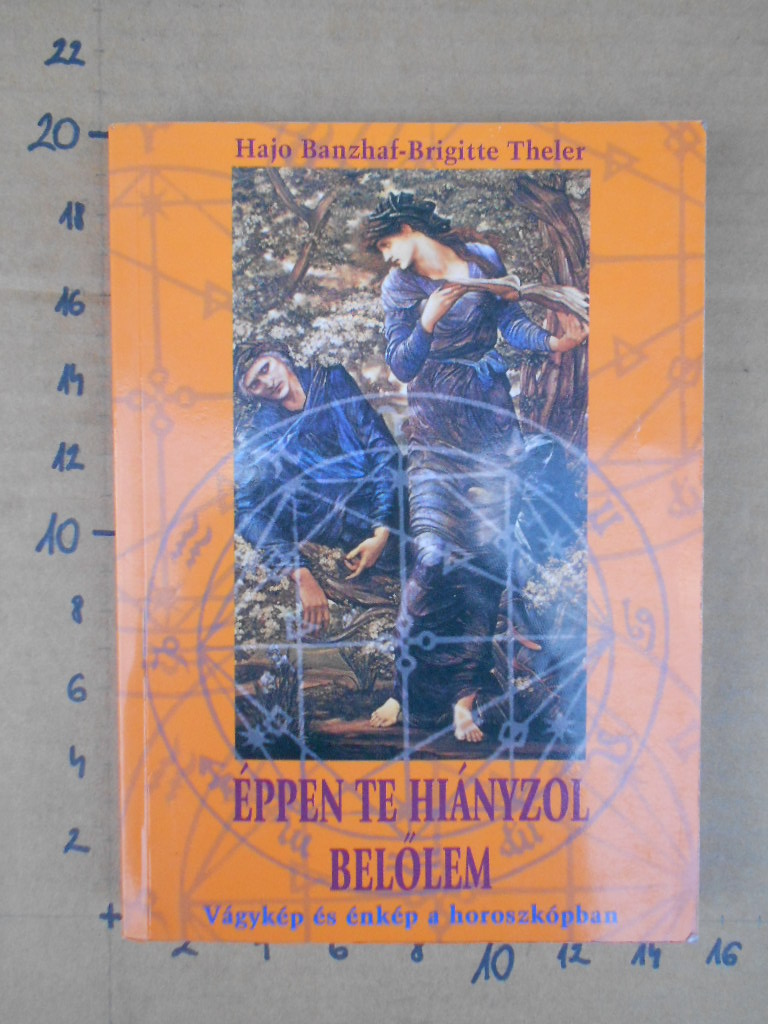 22
20
Hajo Banzhaf-Brigitte Theler
18
16
14
12
10
8
6
4
ÉPPEN TE HIÁNYZOL
2
BELŐLEM
Vágykép és énkép a horoszkópban
2 4 6 8 10 12 14 16